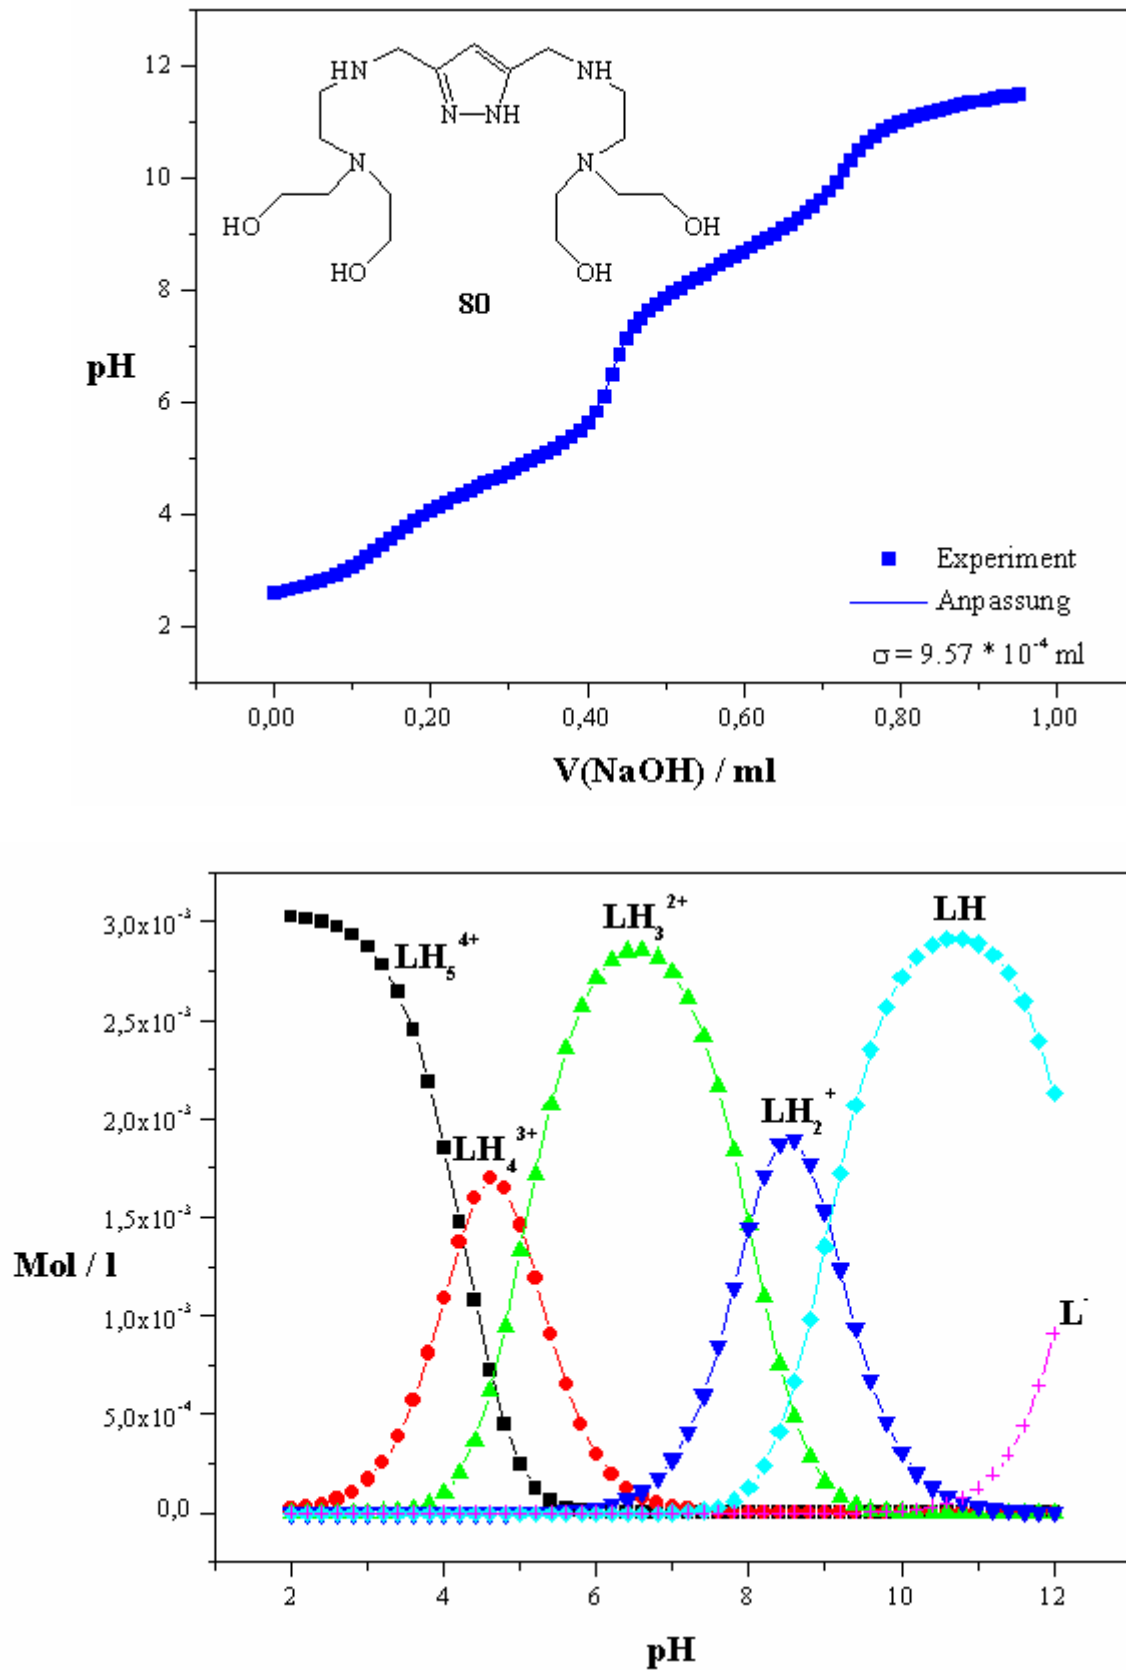 12
10
8
6
4
2
pH
HN
NH
N
NH
N
N
HO
OH
HO
OH
80
Experiment
Anpassung
σ = 9.57 * 10⁻⁴ ml
0,00 0,20 0,40 0,60 0,80 1,00
V(NaOH) / ml
3,0x10⁻³
2,5x10⁻³
2,0x10⁻³
1,5x10⁻³
1,0x10⁻³
5,0x10⁻⁴
0,0
Mol / l
LH₅⁴⁺
LH₄³⁺
LH₃²⁺
LH₂⁺
LH
L⁻
2 4 6 8 10 12
pH